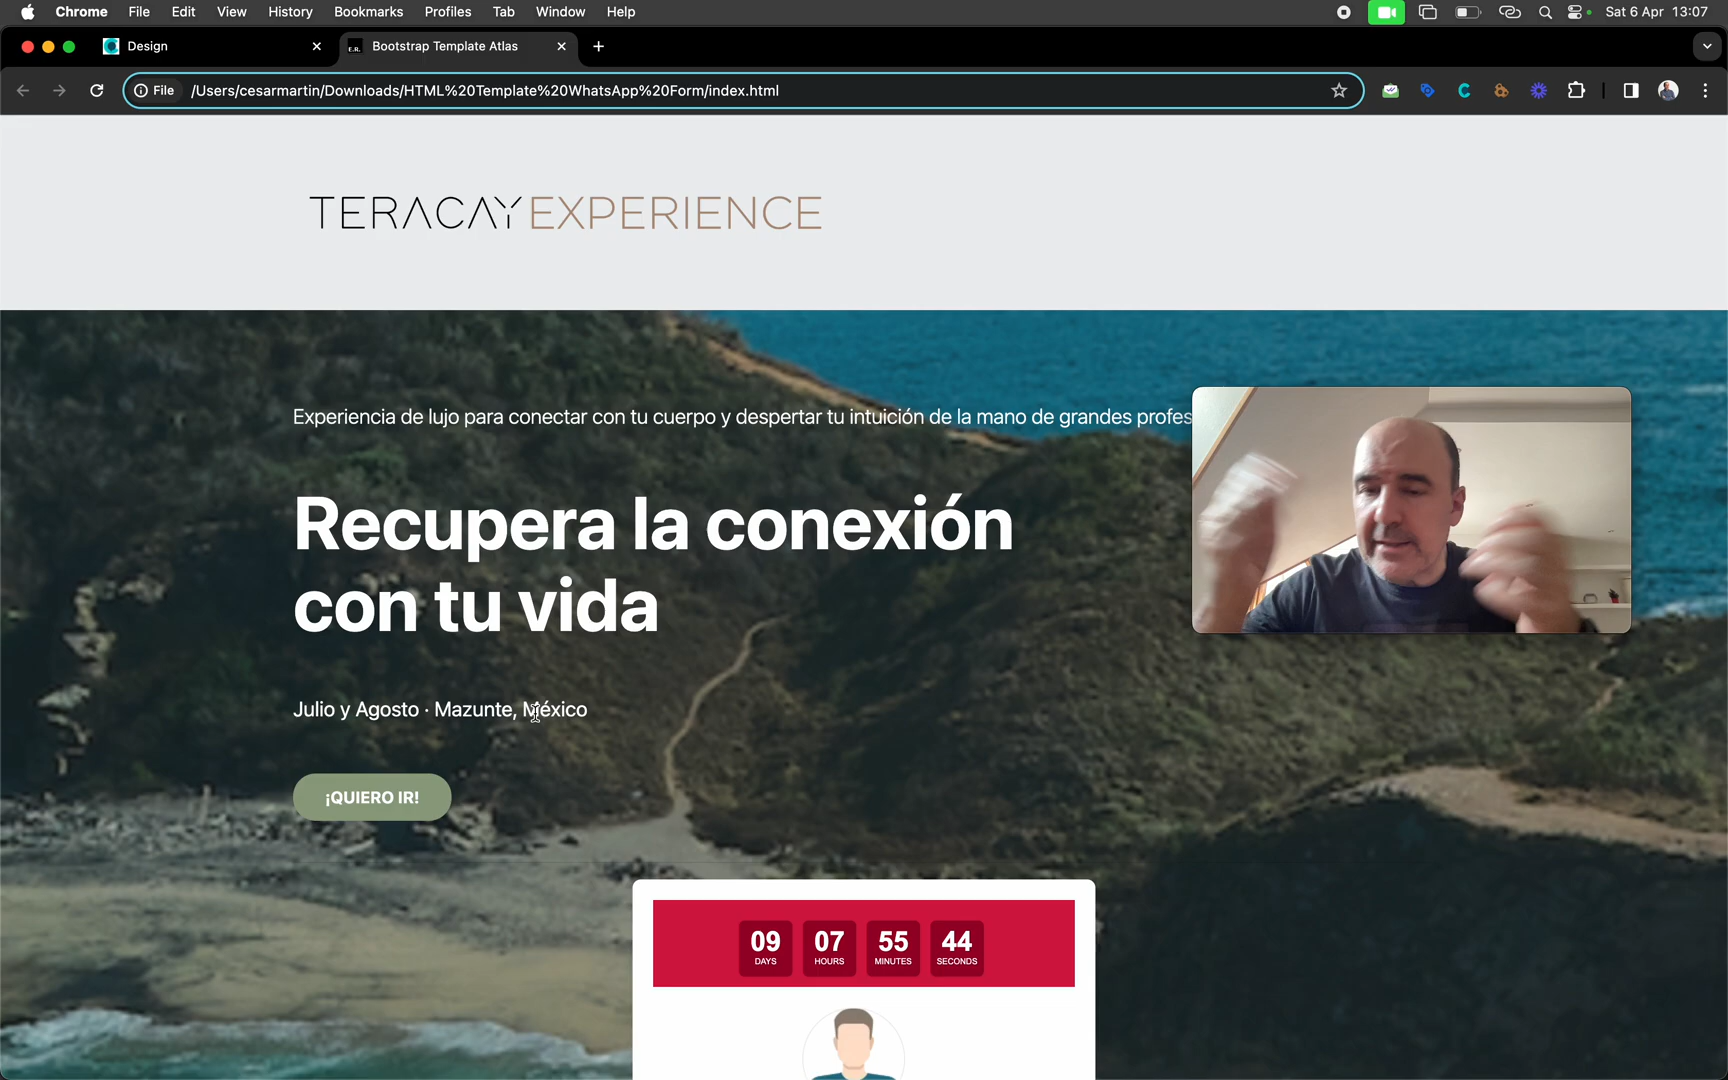 Chrome File Edit View History Bookmarks Profiles Tab Window Help Sat 6 Apr 13:07
Design Bootstrap Template Atlas
File /Users/cesarmartin/Downloads/HTML%20Template%20WhatsApp%20Form/index.html
TERACAY EXPERIENCE
Experiencia de lujo para conectar con tu cuerpo y despertar tu intuición de la mano de grandes profes
Recupera la conexión
con tu vida
Julio y Agosto · Mazunte, México
¡QUIERO IR!
09 07 55 44
DAYS HOURS MINUTES SECONDS